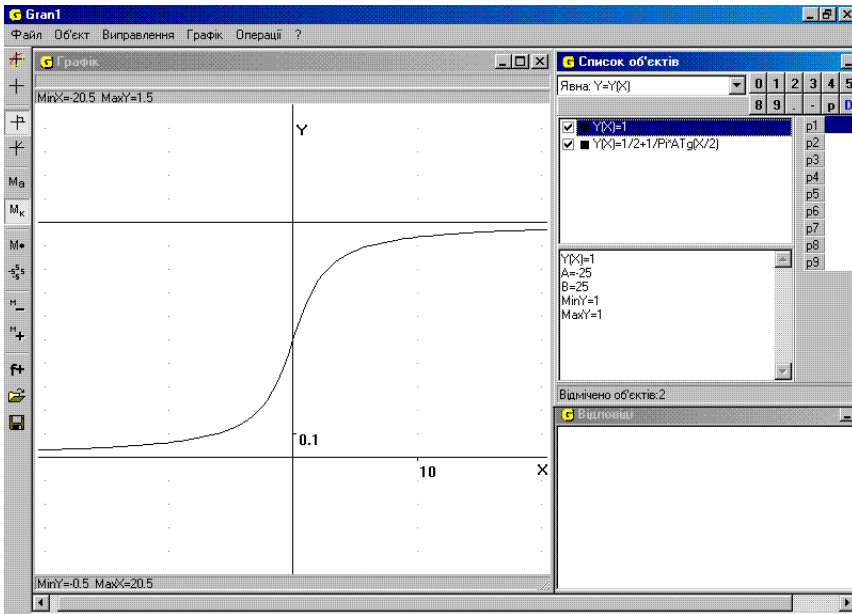 Gran1
Файл Об'єкт Виправлення Графік Операції ?
Графік
MinX=-20.5 MaxY=1.5
Y
0.1
10
X
MinY=-0.5 MaxX=20.5
Ma
Mк
M•
-s^s_s s
M
M
f+
Список об'єктів
Явна: Y=Y(X)
0 1 2 3 4 5
8 9 . - p D
Y(X)=1
Y(X)=1/2+1/Pi*ATg(X/2)
p1
p2
p3
p4
p5
p6
p7
p8
p9
Y(X)=1
A=-25
B=25
MinY=1
MaxY=1
Відмічено об'єктів:2
Відповіді